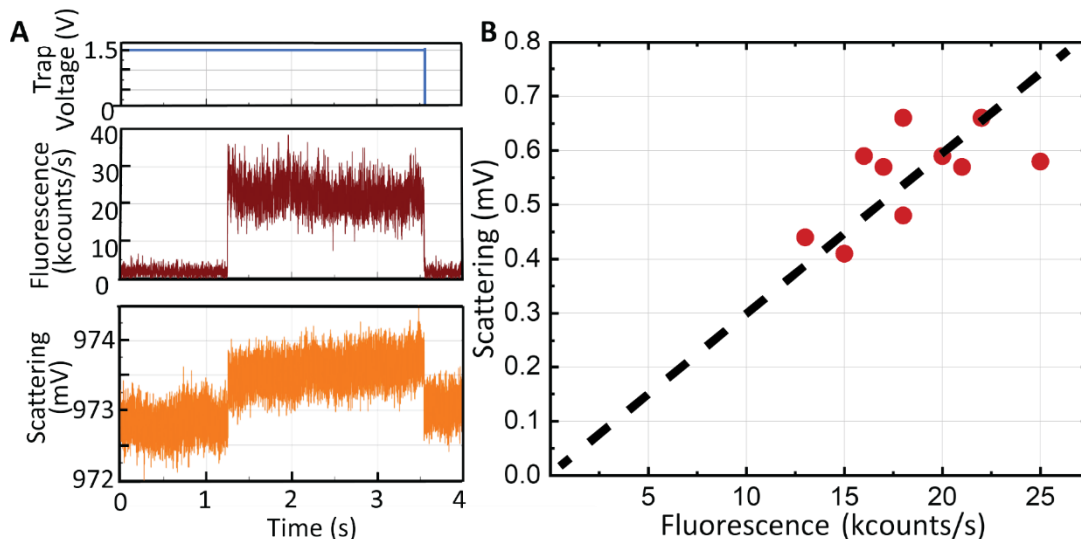 A
Trap
Voltage (V)
1.5
0
Fluorescence
(kcounts/s)
40
30
20
10
0
Scattering
(mV)
974
973
972
0 1 2 3 4
Time (s)
B
Scattering (mV)
0.8
0.7
0.6
0.5
0.4
0.3
0.2
0.1
0.0
5 10 15 20 25
Fluorescence (kcounts/s)